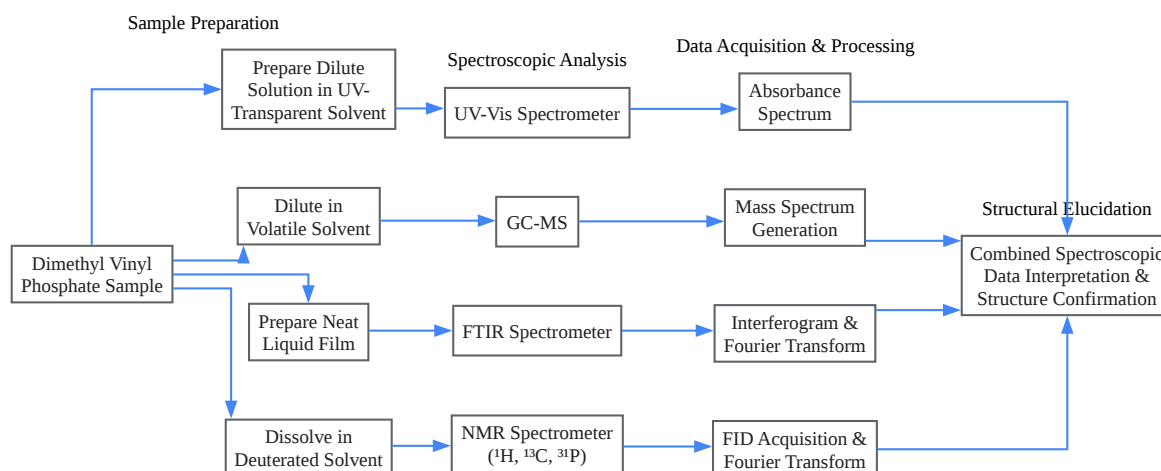 Sample Preparation
Spectroscopic Analysis
Data Acquisition & Processing
Structural Elucidation
Dimethyl Vinyl
Phosphate Sample
Prepare Dilute
Solution in UV-
Transparent Solvent
UV-Vis Spectrometer
Absorbance
Spectrum
Dilute in
Volatile Solvent
GC-MS
Mass Spectrum
Generation
Prepare Neat
Liquid Film
FTIR Spectrometer
Interferogram &
Fourier Transform
Dissolve in
Deuterated Solvent
NMR Spectrometer
(¹H, ¹³C, ³¹P)
FID Acquisition &
Fourier Transform
Combined Spectroscopic
Data Interpretation &
Structure Confirmation